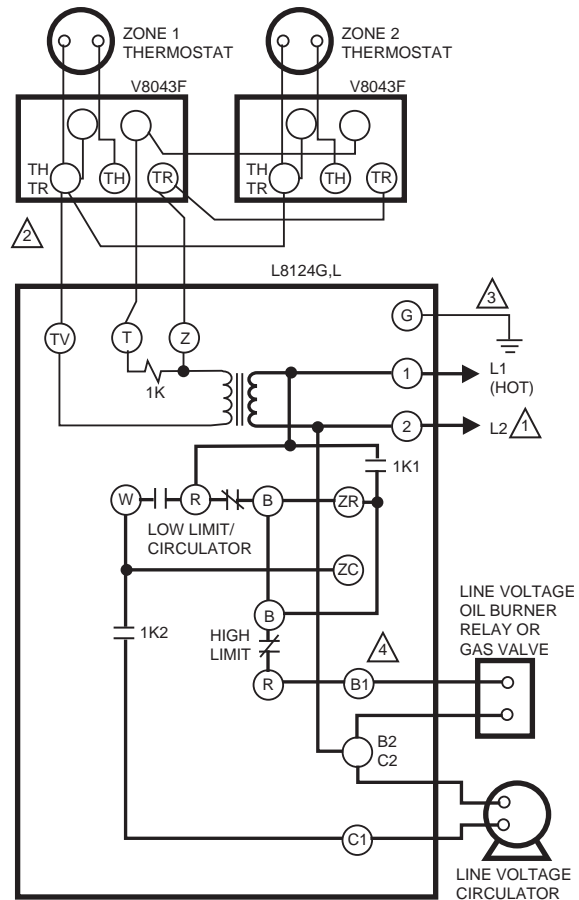 ZONE 1
THERMOSTAT
ZONE 2
THERMOSTAT
V8043F
V8043F
TH
TR
TH
TR
TH
TR
TH
TR
2
L8124G,L
TV
T
Z
G
3
1K
1
L1
(HOT)
2
L2
1
1K1
W
R
B
ZR
LOW LIMIT/
CIRCULATOR
ZC
1K2
B
HIGH
LIMIT
R
4
B1
LINE VOLTAGE
OIL BURNER
RELAY OR
GAS VALVE
B2
C2
C1
LINE VOLTAGE
CIRCULATOR